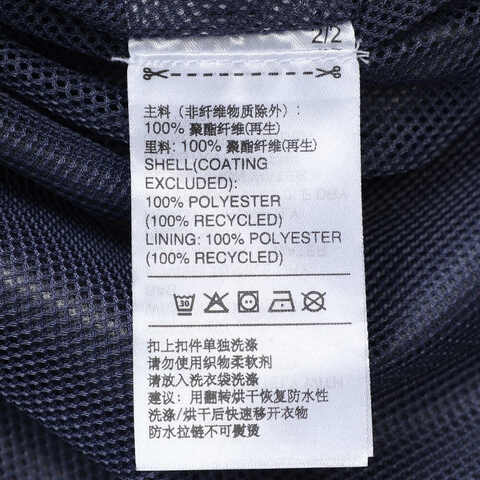 2/2
主料（非纤维物质除外）:
100% 聚酯纤维(再生)
里料: 100% 聚酯纤维(再生)
SHELL(COATING
EXCLUDED):
100% POLYESTER
(100% RECYCLED)
LINING: 100% POLYESTER
(100% RECYCLED)
30
扣上扣件单独洗涤
请勿使用织物柔软剂
请放入洗衣袋洗涤
建议：用翻转烘干恢复防水性
洗涤/烘干后快速移开衣物
防水拉链不可熨烫